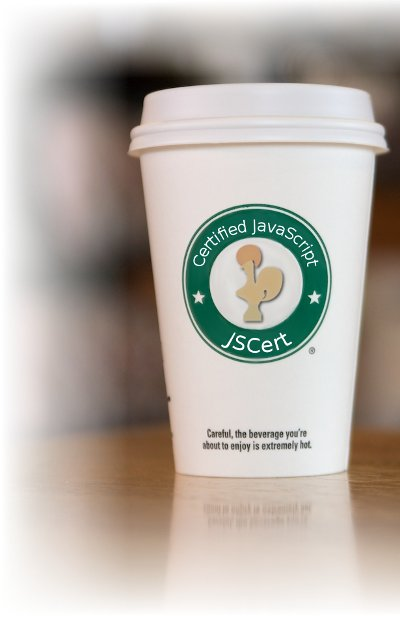 Certified JavaScript
JSCert
®
Careful, the beverage you're
about to enjoy is extremely hot.